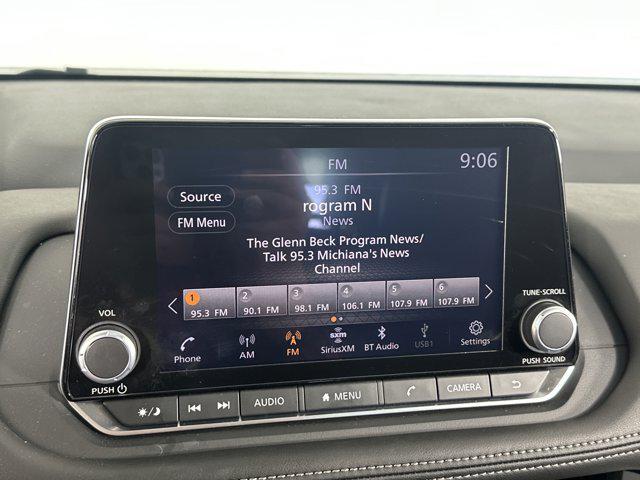 FM
9:06
Source
95.3 FM
rogram N
FM Menu
News
The Glenn Beck Program News/
Talk 95.3 Michiana's News
Channel
1 2 3 4 5 6
95.3 FM 90.1 FM 98.1 FM 106.1 FM 107.9 FM 107.9 FM
VOL
TUNE·SCROLL
Phone AM FM SiriusXM BT Audio USB1 Settings
sxm
PUSH
PUSH SOUND
AUDIO MENU CAMERA